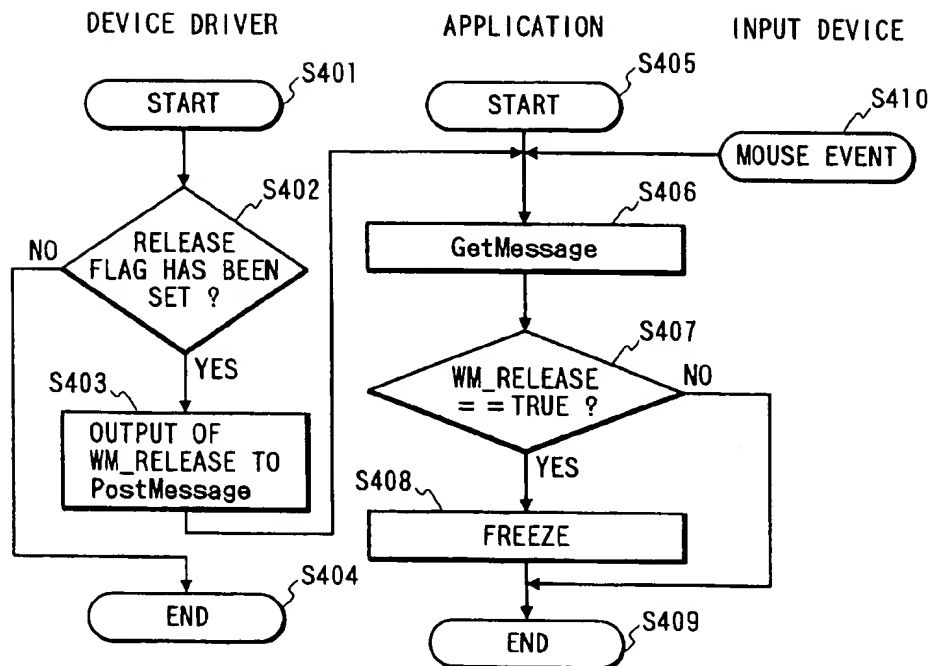 DEVICE DRIVER
APPLICATION
INPUT DEVICE
S401
START
S402
RELEASE
FLAG HAS BEEN
SET ?
NO
YES
S403
OUTPUT OF
WM_RELEASE TO
PostMessage
S404
END
S405
START
S410
MOUSE EVENT
S406
GetMessage
S407
WM_RELEASE
==TRUE ?
NO
YES
S408
FREEZE
END
S409